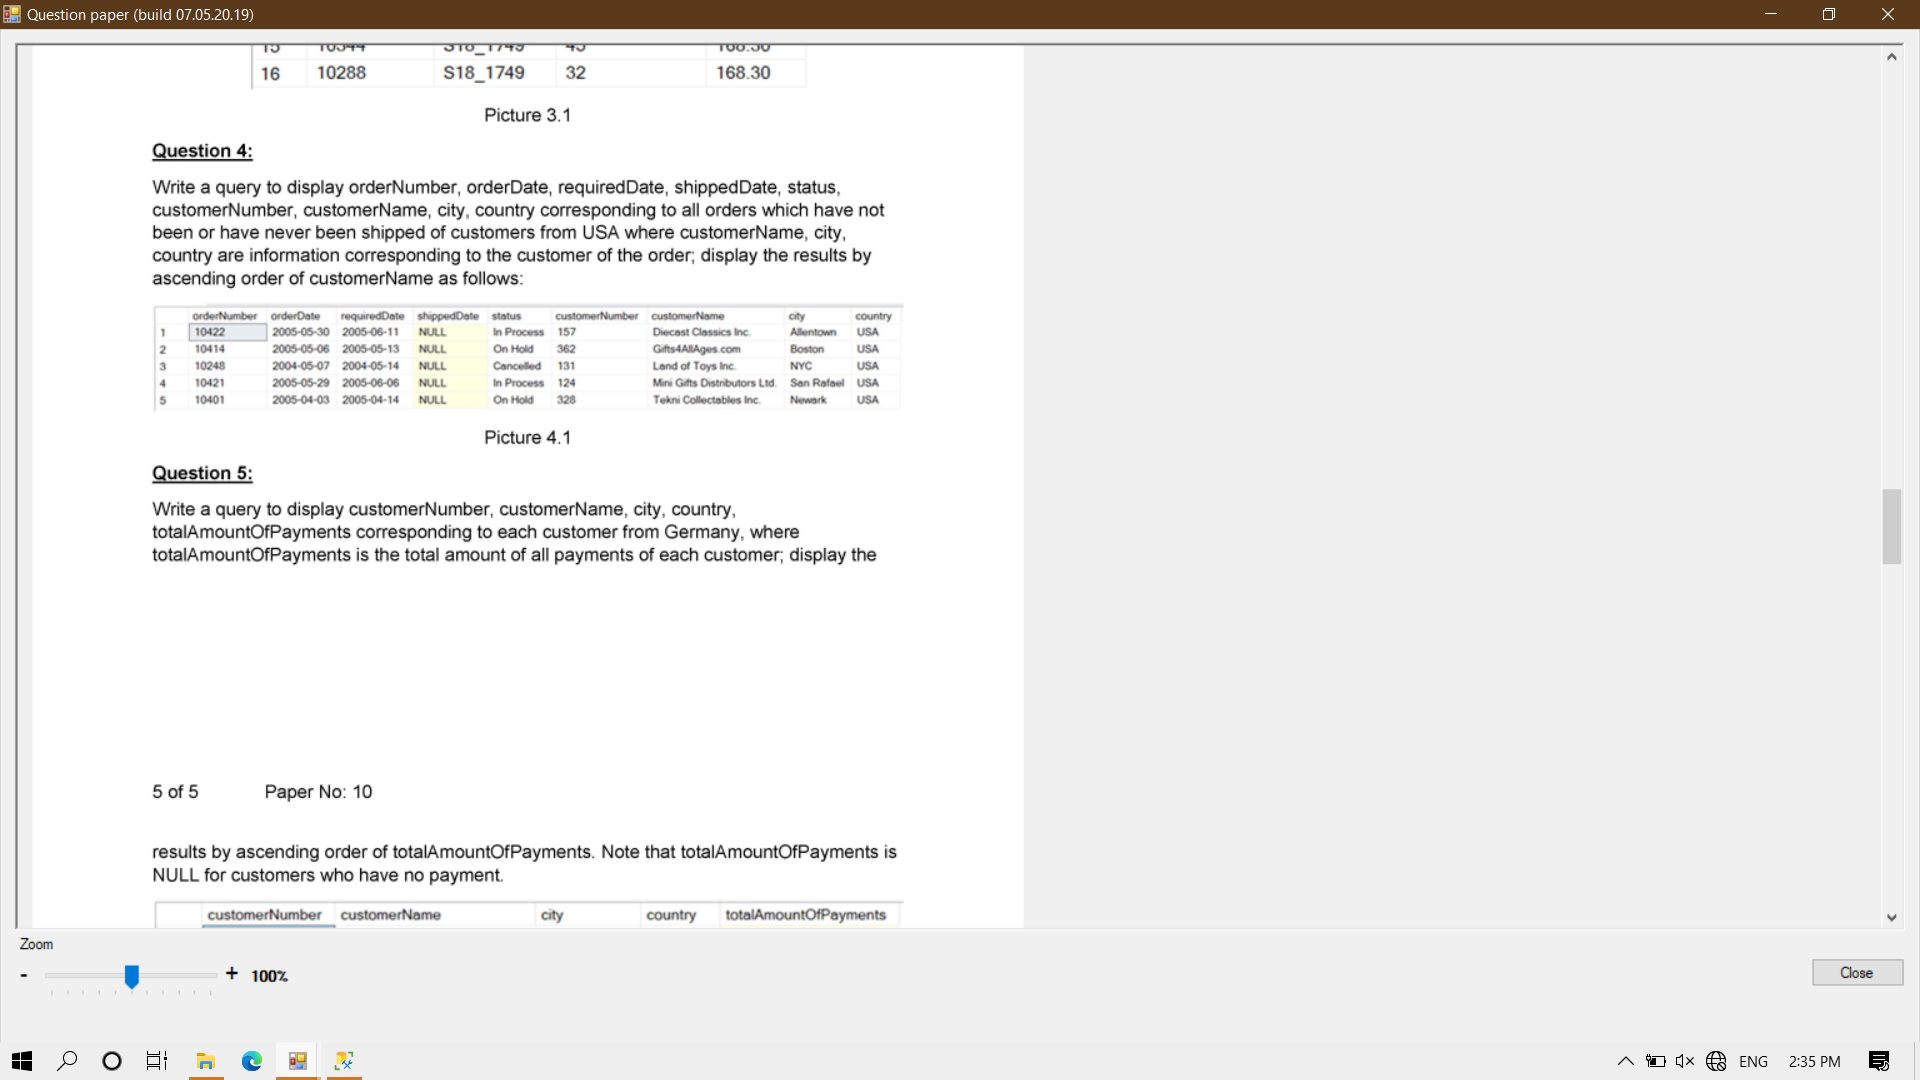 Question paper (build 07.05.20.19)
15 10344 S18_1749 45 168.30
16 10288 S18_1749 32 168.30
Picture 3.1
Question 4:
Write a query to display orderNumber, orderDate, requiredDate, shippedDate, status,
customerNumber, customerName, city, country corresponding to all orders which have not
been or have never been shipped of customers from USA where customerName, city,
country are information corresponding to the customer of the order; display the results by
ascending order of customerName as follows:
orderNumber orderDate requiredDate shippedDate status customerNumber customerName city country
1 10422 2005-05-30 2005-06-11 NULL In Process 157 Diecast Classics Inc. Allentown USA
2 10414 2005-05-06 2005-05-13 NULL On Hold 362 Gifts4AllAges.com Boston USA
3 10248 2004-05-07 2004-05-14 NULL Cancelled 131 Land of Toys Inc. NYC USA
4 10421 2005-05-29 2005-06-06 NULL In Process 124 Mini Gifts Distributors Ltd. San Rafael USA
5 10401 2005-04-03 2005-04-14 NULL On Hold 328 Tekni Collectables Inc. Newark USA
Picture 4.1
Question 5:
Write a query to display customerNumber, customerName, city, country,
totalAmountOfPayments corresponding to each customer from Germany, where
totalAmountOfPayments is the total amount of all payments of each customer; display the
5 of 5 Paper No: 10
results by ascending order of totalAmountOfPayments. Note that totalAmountOfPayments is
NULL for customers who have no payment.
customerNumber customerName city country totalAmountOfPayments
Zoom
- + 100%
Close
ENG 2:35 PM